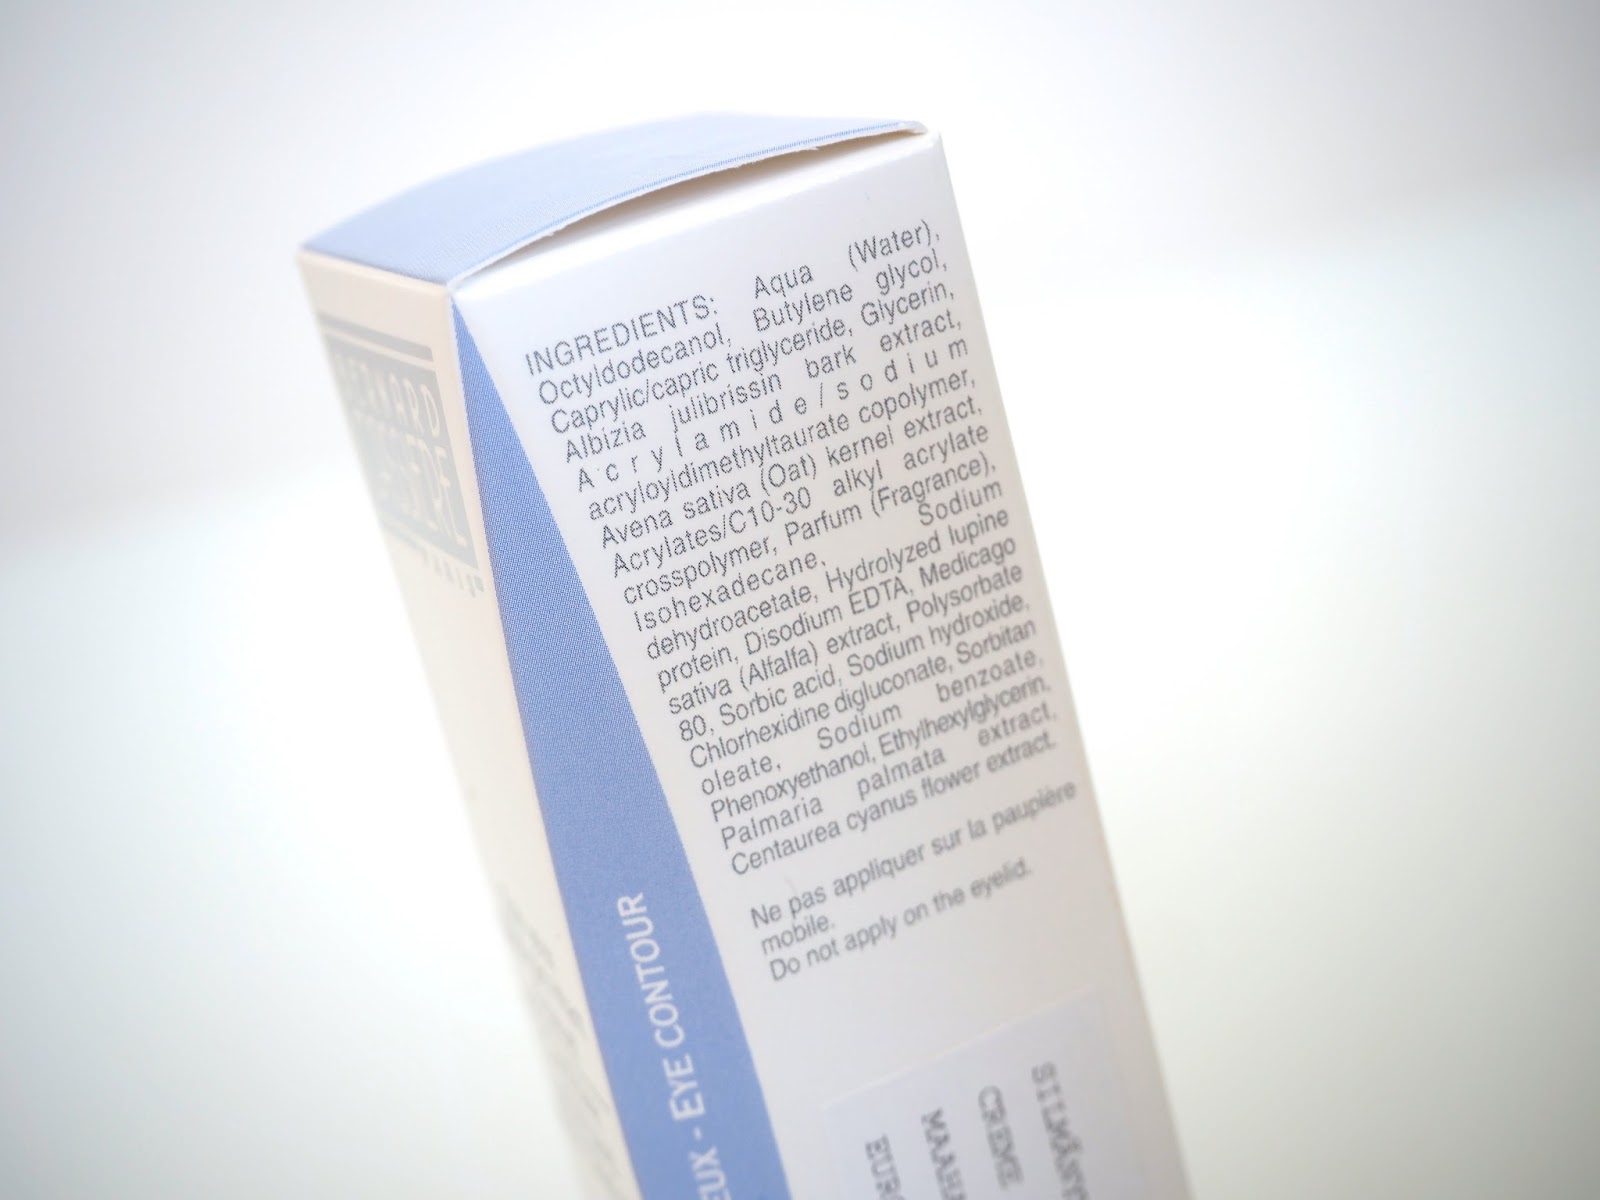 INGREDIENTS: Aqua (Water),
Octyldodecanol, Butylene glycol,
Caprylic/capric triglyceride, Glycerin,
Albizia julibrissin bark extract,
Acrylamide/sodium
acryloyldimethyltaurate copolymer,
Avena sativa (Oat) kernel extract,
Acrylates/C10-30 alkyl acrylate
crosspolymer, Parfum (Fragrance),
Isohexadecane, Sodium
dehydroacetate, Hydrolyzed lupine
protein, Disodium EDTA, Medicago
sativa (Alfalfa) extract, Polysorbate
80, Sorbic acid, Sodium hydroxide,
Chlorhexidine digluconate, Sorbitan
oleate, Sodium benzoate,
Phenoxyethanol, Ethylhexylglycerin,
Palmaria palmata extract,
Centaurea cyanus flower extract.
Ne pas appliquer sur la paupière
mobile.
Do not apply on the eyelid.
EUX - EYE CONTOUR
CREME